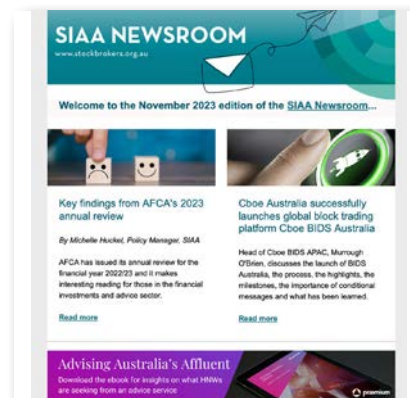 SIAA NEWSROOM
www.stockbrokers.org.au
Welcome to the November 2023 edition of the SIAA Newsroom...
Key findings from AFCA's 2023
annual review
By Michelle Huckel, Policy Manager, SIAA
AFCA has issued its annual review for the
financial year 2022/23 and it makes
interesting reading for those in the financial
investments and advice sector.
Read more
Cboe Australia successfully
launches global block trading
platform Cboe BIDS Australia
Head of Cboe BIDS APAC, Murrough
O'Brien, discusses the launch of BIDS
Australia, the process, the highlights, the
milestones, the importance of conditional
messages and what has been learned.
Read more
Advising Australia's Affluent
Download the ebook for insights on what HNWs
are seeking from an advice service
praemium